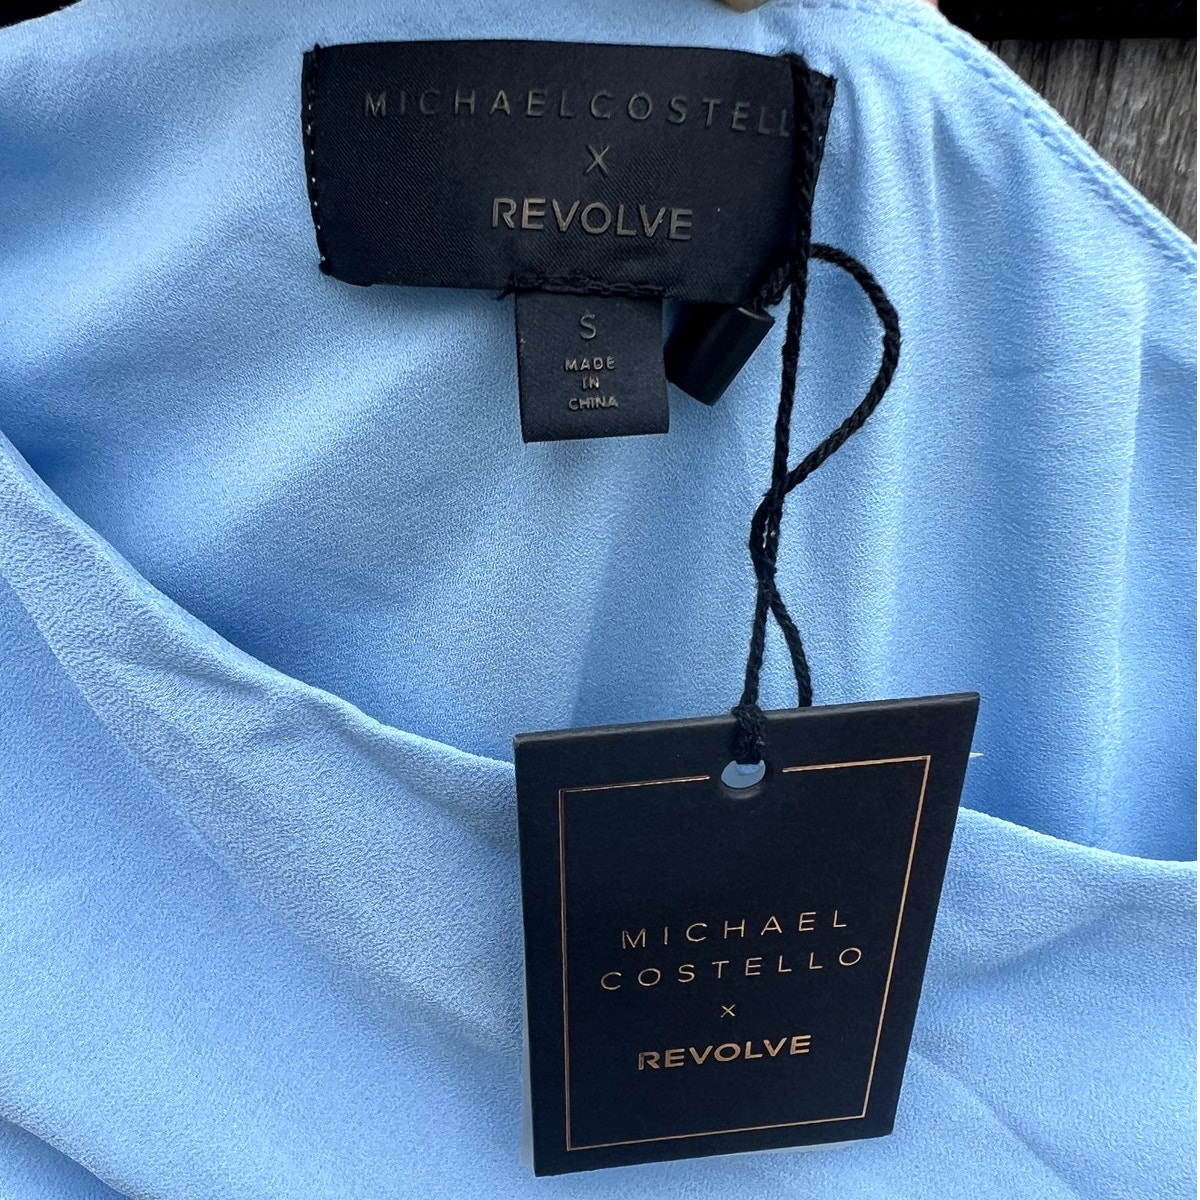 MICHAELCOSTELL
X
REVOLVE
S
MADE
IN
CHINA
MICHAEL
COSTELLO
X
REVOLVE